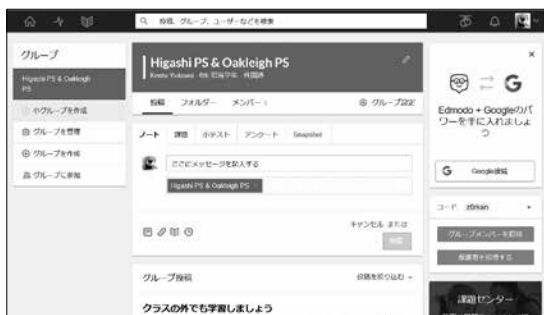 投稿、グループ、ユーザーなどを検索
グループ
Higashi PS & Oakleigh
PS
小グループを作成
グループを管理
グループを作成
グループに参加
Higashi PS & Oakleigh PS
投稿 フォルダー メンバー
グループ設定
ノート 課題 小テスト アンケート Snapshot
ここにメッセージを記入する
Higashi PS & Oakleigh PS
キャンセル または
グループ投稿
投稿を絞り込む
クラスの外でも学習しましょう
Edmodo + Googleのパ
ワーを手に入れましょ
う
G Google接続
コード
グループメンバーを招待
保護者を招待する
課題センター